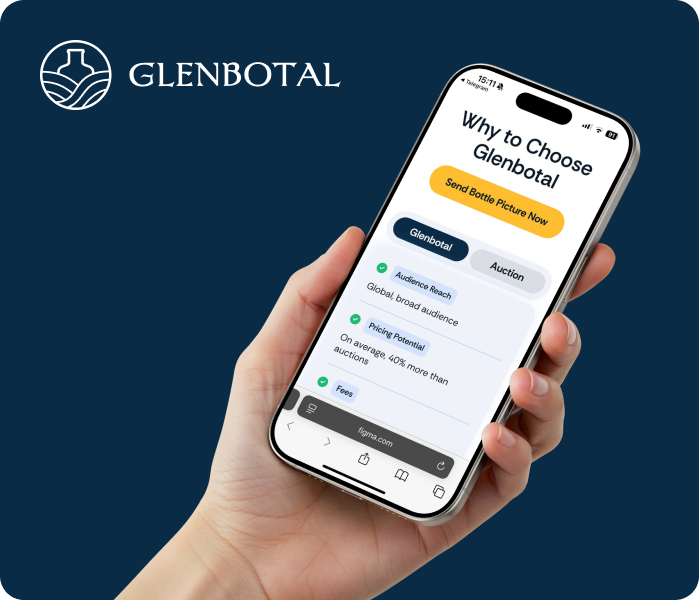 GLENBOTAL
15:11
Telegram
91
Why to Choose
Glenbotal
Send Bottle Picture Now
Glenbotal
Auction
Audience Reach
Global, broad audience
Pricing Potential
On average, 40% more than
auctions
Fees
figma.com